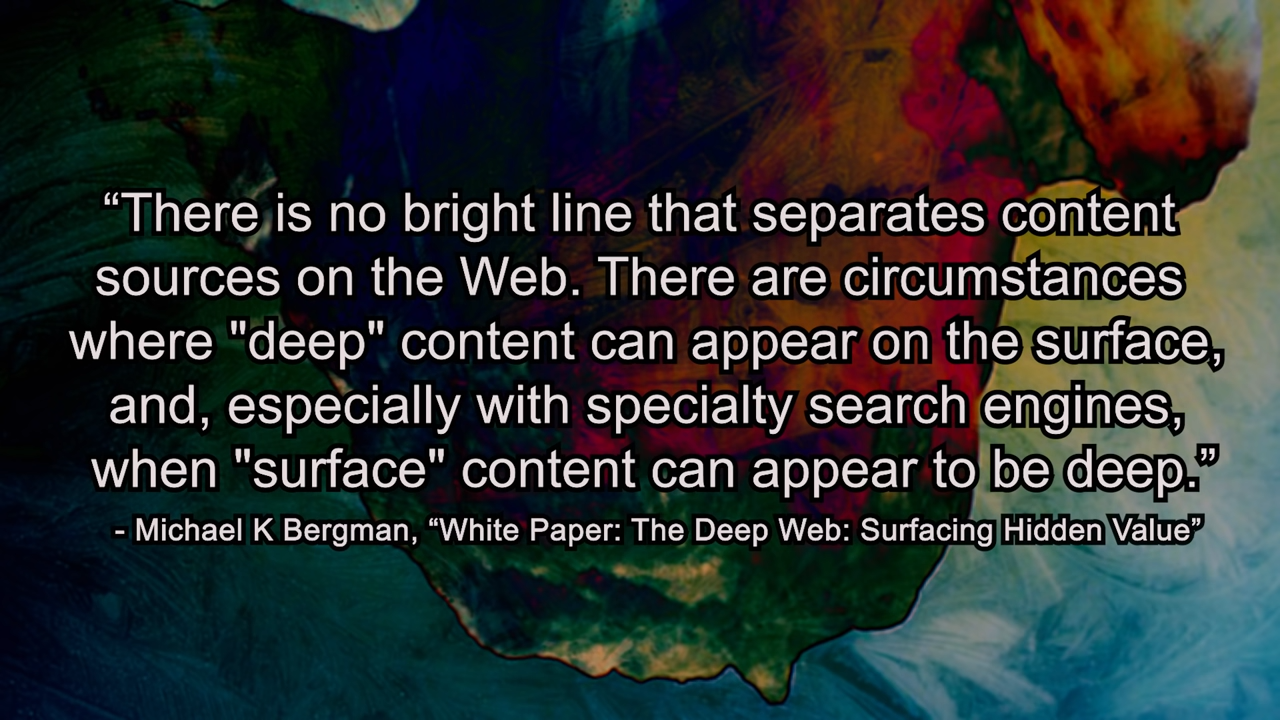 “There is no bright line that separates content
sources on the Web. There are circumstances
where "deep" content can appear on the surface,
and, especially with specialty search engines,
when "surface" content can appear to be deep.”
- Michael K Bergman, “White Paper: The Deep Web: Surfacing Hidden Value”